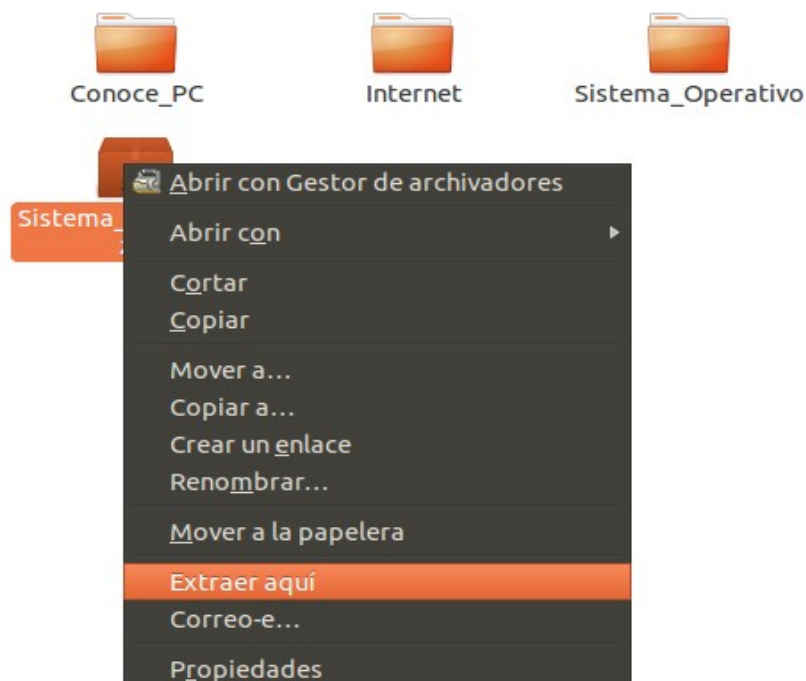 Conoce_PC
Internet
Sistema_Operativo
Sistema_
Abrir con Gestor de archivadores
Abrir con
Cortar
Copiar
Mover a...
Copiar a...
Crear un enlace
Renombrar...
Mover a la papelera
Extraer aquí
Correo-e...
Propiedades